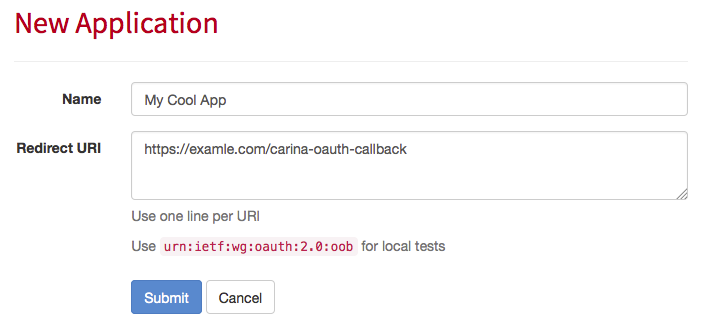 New Application
Name
My Cool App
Redirect URI
https://examle.com/carina-oauth-callback
Use one line per URI
Use urn:ietf:wg:oauth:2.0:oob for local tests
Submit Cancel